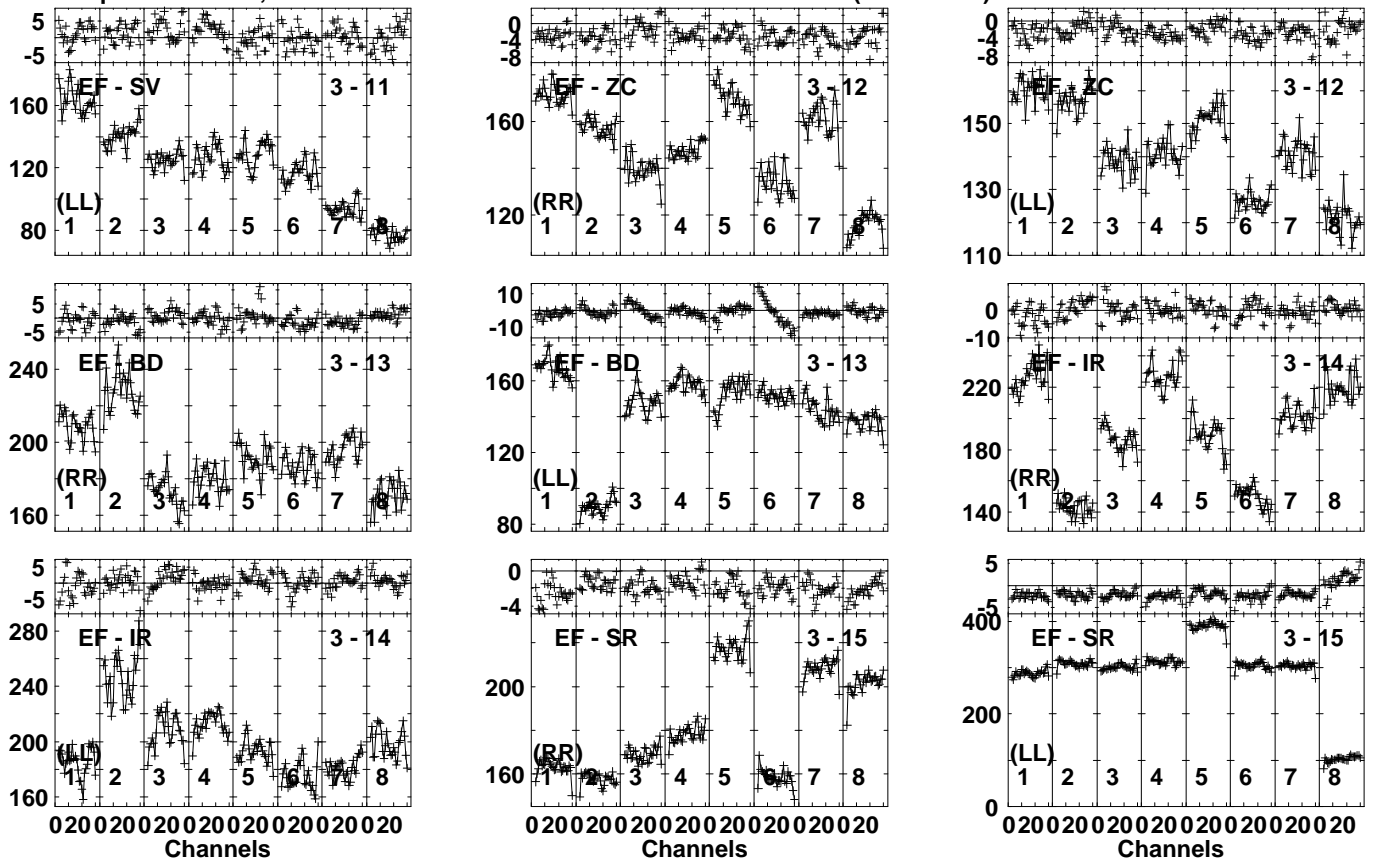 5
-5
EF - SV 3 - 11
160
120
80
(LL)
1 2 3 4 5 6 7 8
0
-4
-8
EF - ZC 3 - 12
160
120
(RR)
1 2 3 4 5 6 7 8
0
-4
-8
EF - ZC 3 - 12
150
130
110
(LL)
1 2 3 4 5 6 7 8
5
-5
EF - BD 3 - 13
240
200
160
(RR)
1 2 3 4 5 6 7 8
10
-10
EF - BD 3 - 13
160
120
80
(LL)
1 2 3 4 5 6 7 8
0
-10
EF - IR 3 - 14
220
180
140
(RR)
1 2 3 4 5 6 7 8
5
-5
EF - IR 3 - 14
280
240
200
160
(LL)
1 2 3 4 5 6 7 8
0 20 0 20 0 20 0 20 0 20 0 20 0 20 0 20
Channels
0
-4
EF - SR 3 - 15
200
160
(RR)
1 2 3 4 5 6 7 8
0 20 0 20 0 20 0 20 0 20 0 20 0 20 0 20
Channels
5
-5
EF - SR 3 - 15
400
200
0
(LL)
1 2 3 4 5 6 7 8
0 20 0 20 0 20 0 20 0 20 0 20 0 20 0 20
Channels